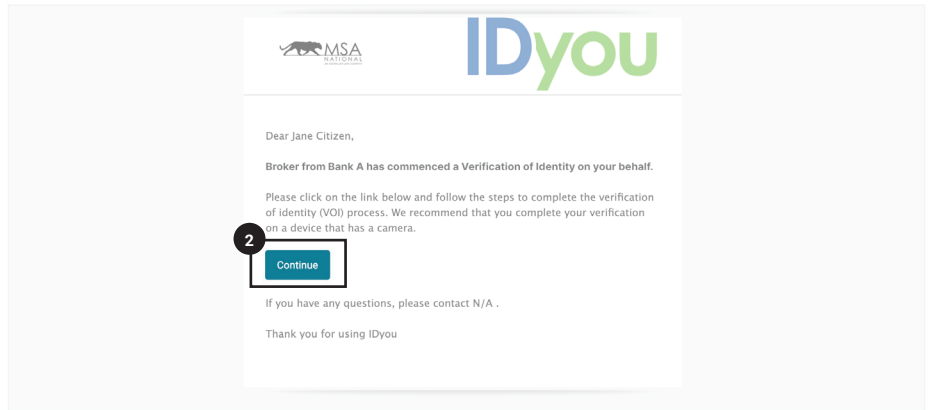 MSA
NATIONAL
IDyou
Dear Jane Citizen,
Broker from Bank A has commenced a Verification of Identity on your behalf.
Please click on the link below and follow the steps to complete the verification
of identity (VOI) process. We recommend that you complete your verification
on a device that has a camera.
2
Continue
If you have any questions, please contact N/A .
Thank you for using IDyou